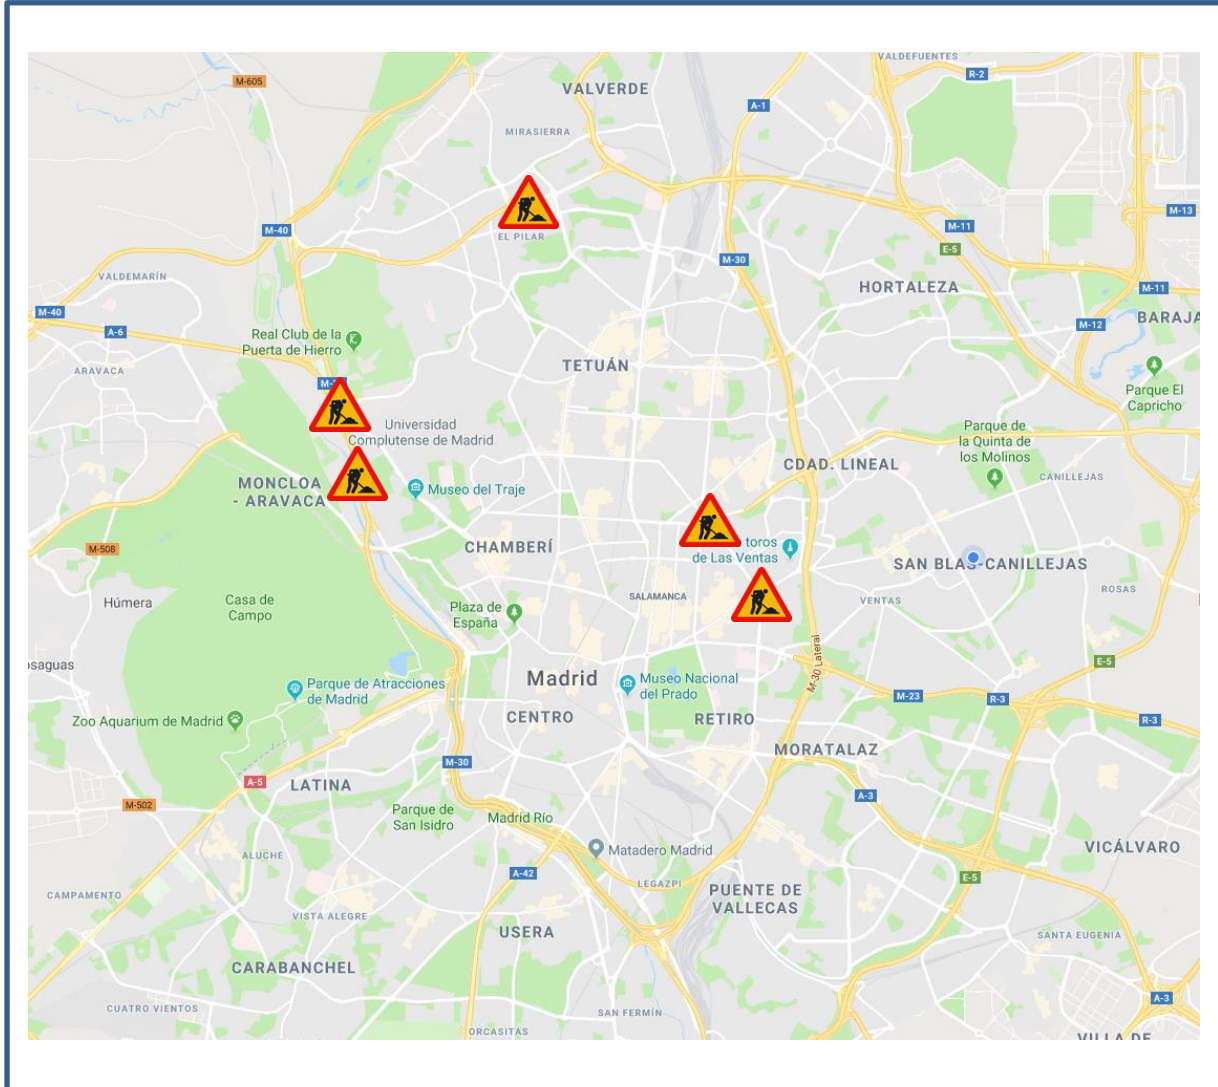 VALDEFUENTES
M-605
R-2
VALVERDE
A-1
MIRASIERRA
M-13
M-40
M-11
EL PILAR
E-5
M-30
VALDEMARÍN
HORTALEZA
M-11
M-40
M-12
BARAJA
A-6
Real Club de la
Puerta de Hierro
TETUÁN
ARAVACA
Parque El
Capricho
Universidad
Complutense de Madrid
Parque de
la Quinta de
los Molinos
CDAD. LINEAL
CANILLEJAS
MONCLOA
- ARAVACA
Museo del Traje
M-508
CHAMBERÍ
toros
de Las Ventas
SAN BLAS-CANILLEJAS
ROSAS
Húmera
Casa de
Campo
Plaza de
España
SALAMANCA
VENTAS
osaguas
M-30 Lateral
E-5
Parque de Atracciones
de Madrid
Madrid
Museo Nacional
del Prado
M-23
R-3
R-3
Zoo Aquarium de Madrid
CENTRO
RETIRO
MORATALAZ
M-30
A-5
LATINA
A-3
M-502
Parque de
San Isidro
Madrid Río
Matadero Madrid
VICÁLVARO
ALUCHE
A-42
LEGAZPI
E-5
CAMPAMENTO
PUENTE DE
VALLECAS
VISTA ALEGRE
USERA
SANTA EUGENIA
CARABANCHEL
A-3
CUATRO VIENTOS
SAN FERMÍN
ORCASITAS
VILLA DE